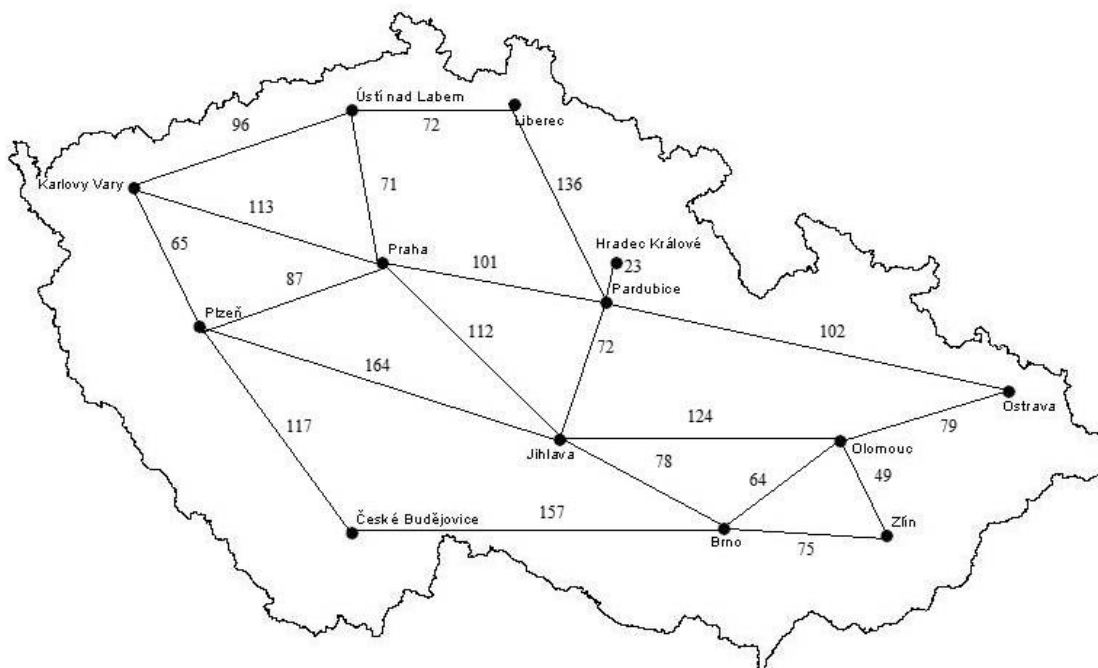 Ústí nad Labem
96
72
Liberec
Karlovy Vary
71
136
113
Hradec Králové
65
Praha
101
23
87
Pardubice
Plzeň
112
102
72
164
Ostrava
117
124
79
Jihlava
78
Olomouc
64
49
České Budějovice
157
Zlín
Brno
75